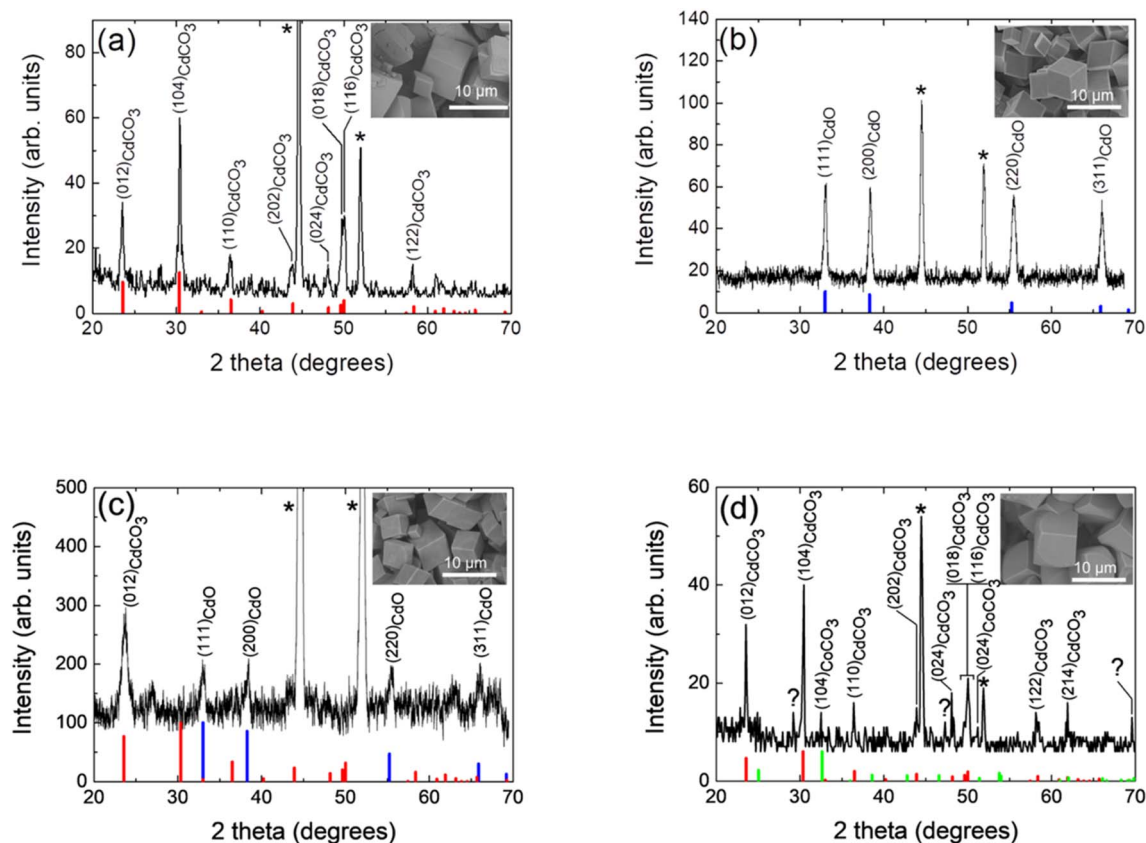 (a)
*
(012)CdCO3
(104)CdCO3
(110)CdCO3
(202)CdCO3
(024)CdCO3
(018)CdCO3
(116)CdCO3
*
(122)CdCO3
10 µm
Intensity (arb. units)
80
60
40
20
0
20 30 40 50 60 70
2 theta (degrees)
(b)
(111)CdO
(200)CdO
*
*
(220)CdO
(311)CdO
10 µm
Intensity (arb. units)
140
120
100
80
60
40
20
0
20 30 40 50 60 70
2 theta (degrees)
(c)
(012)CdCO3
(111)CdO
(200)CdO
*
*
(220)CdO
(311)CdO
10 µm
Intensity (arb. units)
500
400
300
200
100
0
20 30 40 50 60 70
2 theta (degrees)
(d)
(012)CdCO3
?
(104)CdCO3
(104)CoCO3
(110)CdCO3
(202)CdCO3
*
?
(024)CdCO3
(018)CdCO3
(116)CdCO3
(024)CoCO3
*
(122)CdCO3
(214)CdCO3
?
10 µm
Intensity (arb. units)
60
40
20
0
20 30 40 50 60 70
2 theta (degrees)